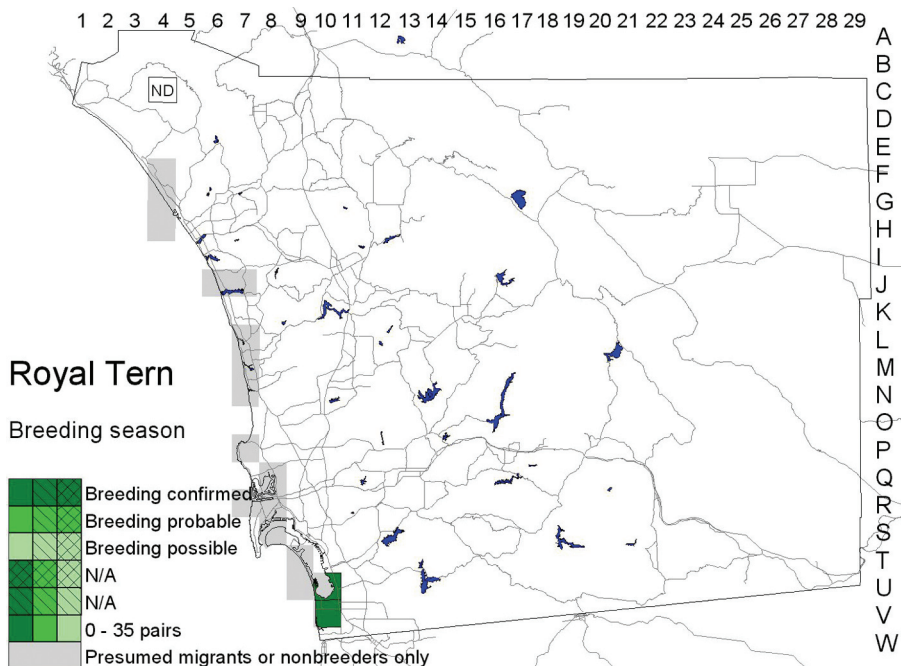 1 2 3 4 5 6 7 8 9 10 11 12 13 14 15 16 17 18 19 20 21 22 23 24 25 26 27 28 29
A
B
C
D
E
F
G
H
I
J
K
L
M
N
O
P
Q
R
S
T
U
V
W
ND
Royal Tern
Breeding season
Breeding confirmed
Breeding probable
Breeding possible
N/A
N/A
0 - 35 pairs
Presumed migrants or nonbreeders only